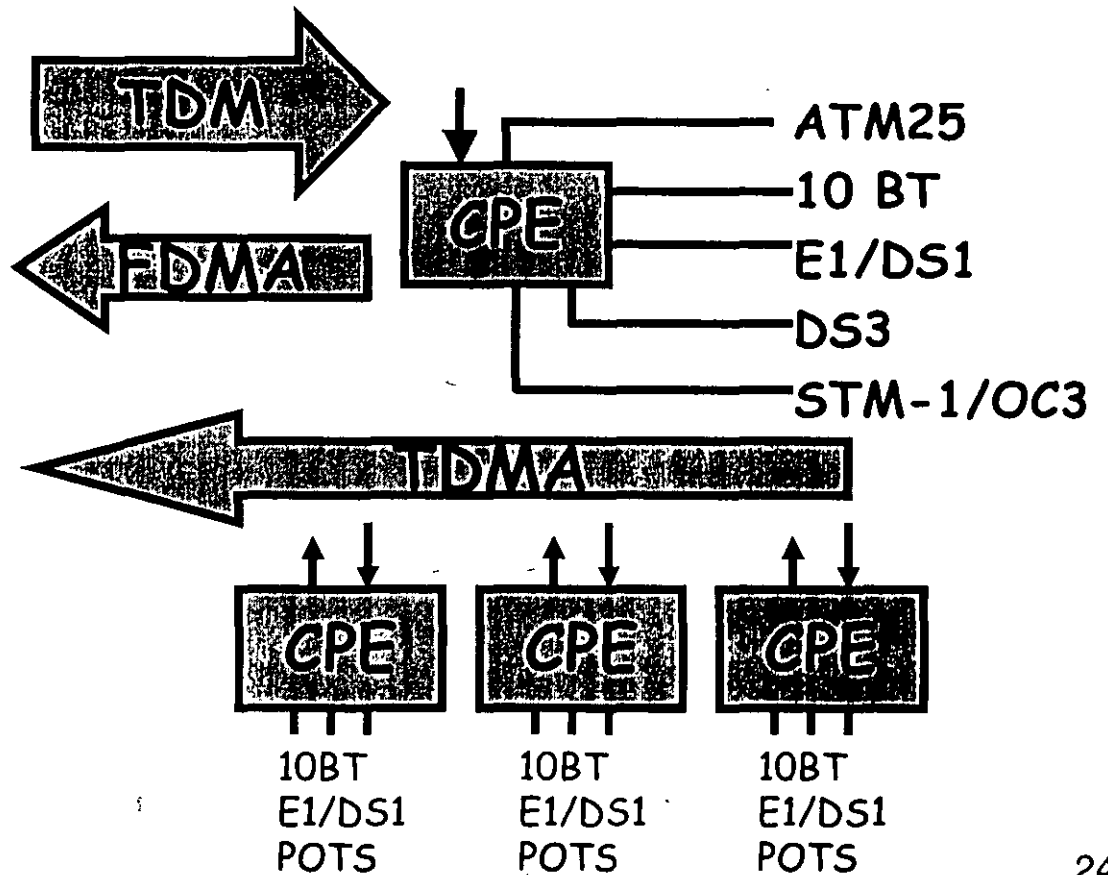 TDM
ATM25
10 BT
CPE
E1/DS1
FDMA
DS3
STM-1/OC3
TDMA
CPE CPE CPE
10BT 10BT 10BT
E1/DS1 E1/DS1 E1/DS1
POTS POTS POTS
24